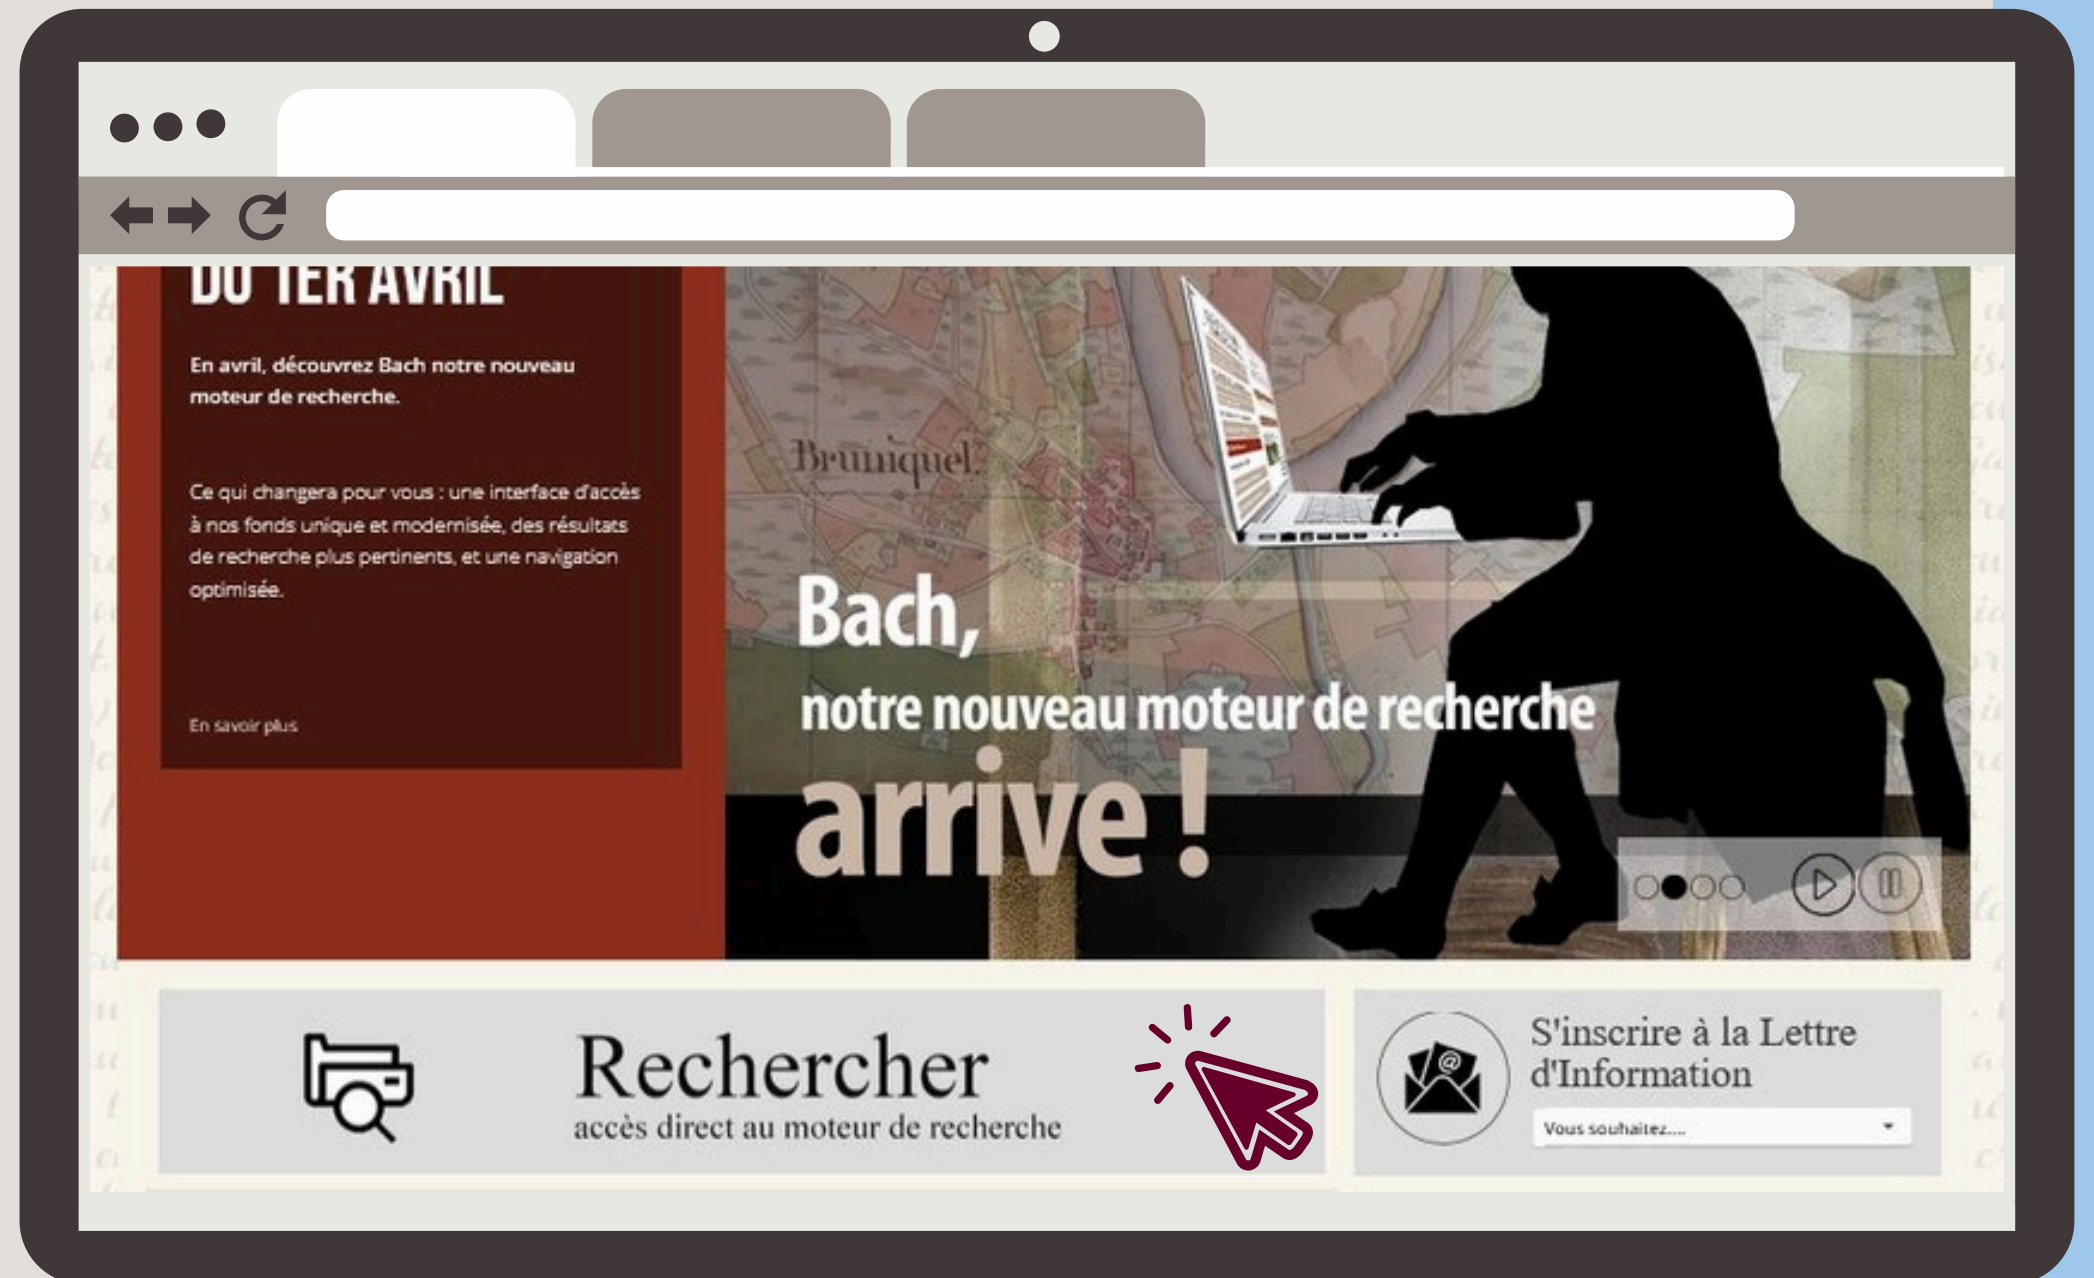 DU 1ER AVRIL
En avril, découvrez Bach notre nouveau
moteur de recherche.
Ce qui changera pour vous : une interface d'accès
à nos fonds unique et modernisée, des résultats
de recherche plus pertinents, et une navigation
optimisée.
En savoir plus
Bruniquel.
Bach,
notre nouveau moteur de recherche
arrive !
Rechercher
accès direct au moteur de recherche
S'inscrire à la Lettre
d'Information
Vous souhaitez....